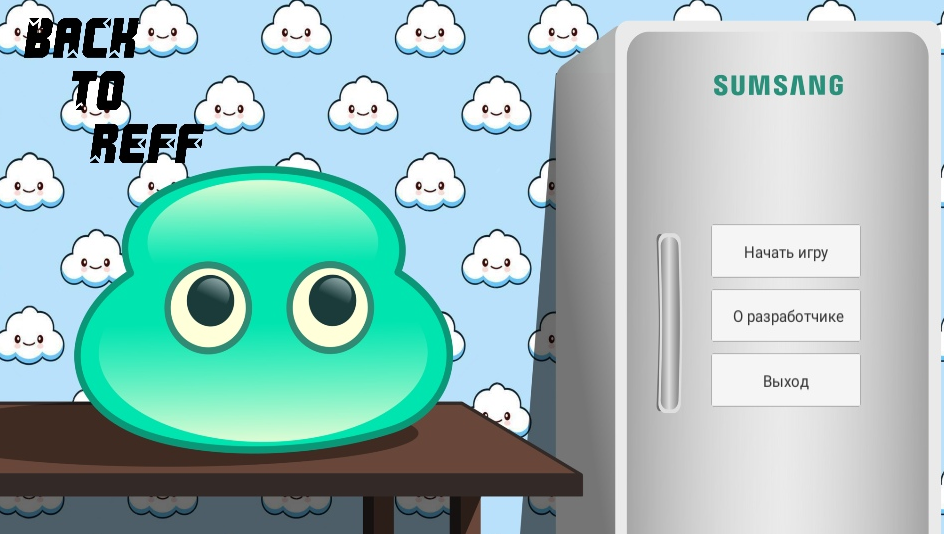 BACK
TO
REFF
SUMSANG
Начать игру
О разработчике
Выход